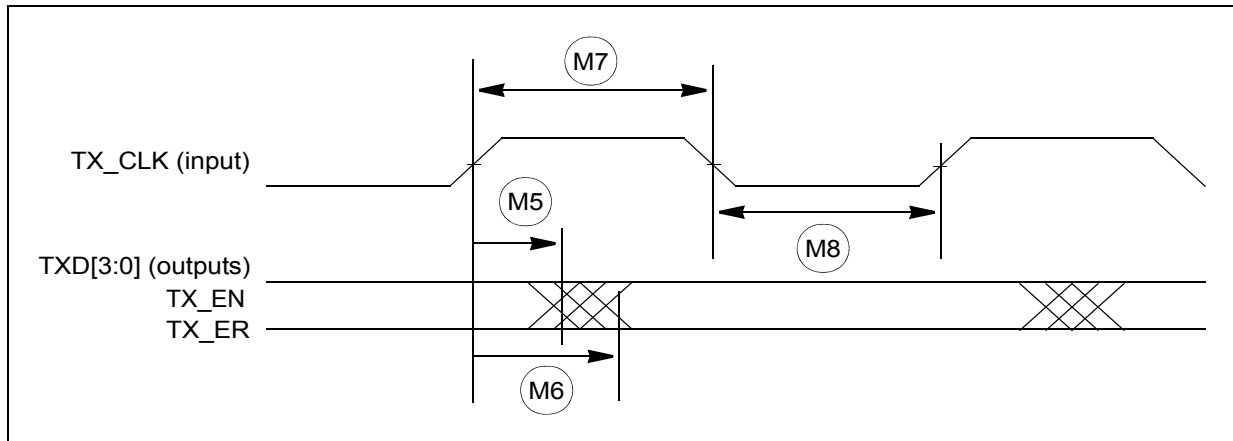 M7
TX_CLK (input)
M5
M8
TXD[3:0] (outputs)
TX_EN
TX_ER
M6